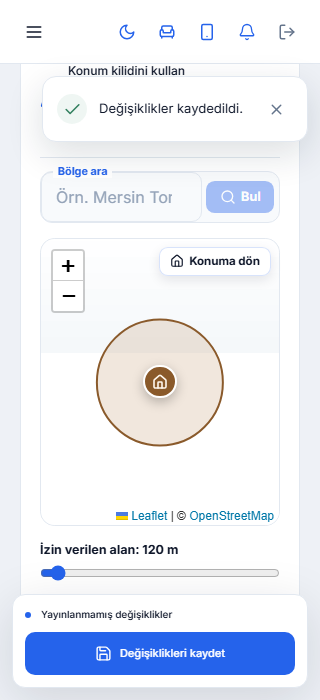 Konum kilidini kullan
Değişiklikler kaydedildi.
Bölge ara
Örn. Mersin Tor
Bul
+
Konuma dön
−
Leaflet | © OpenStreetMap
İzin verilen alan: 120 m
Yayınlanmamış değişiklikler
Değişiklikleri kaydet